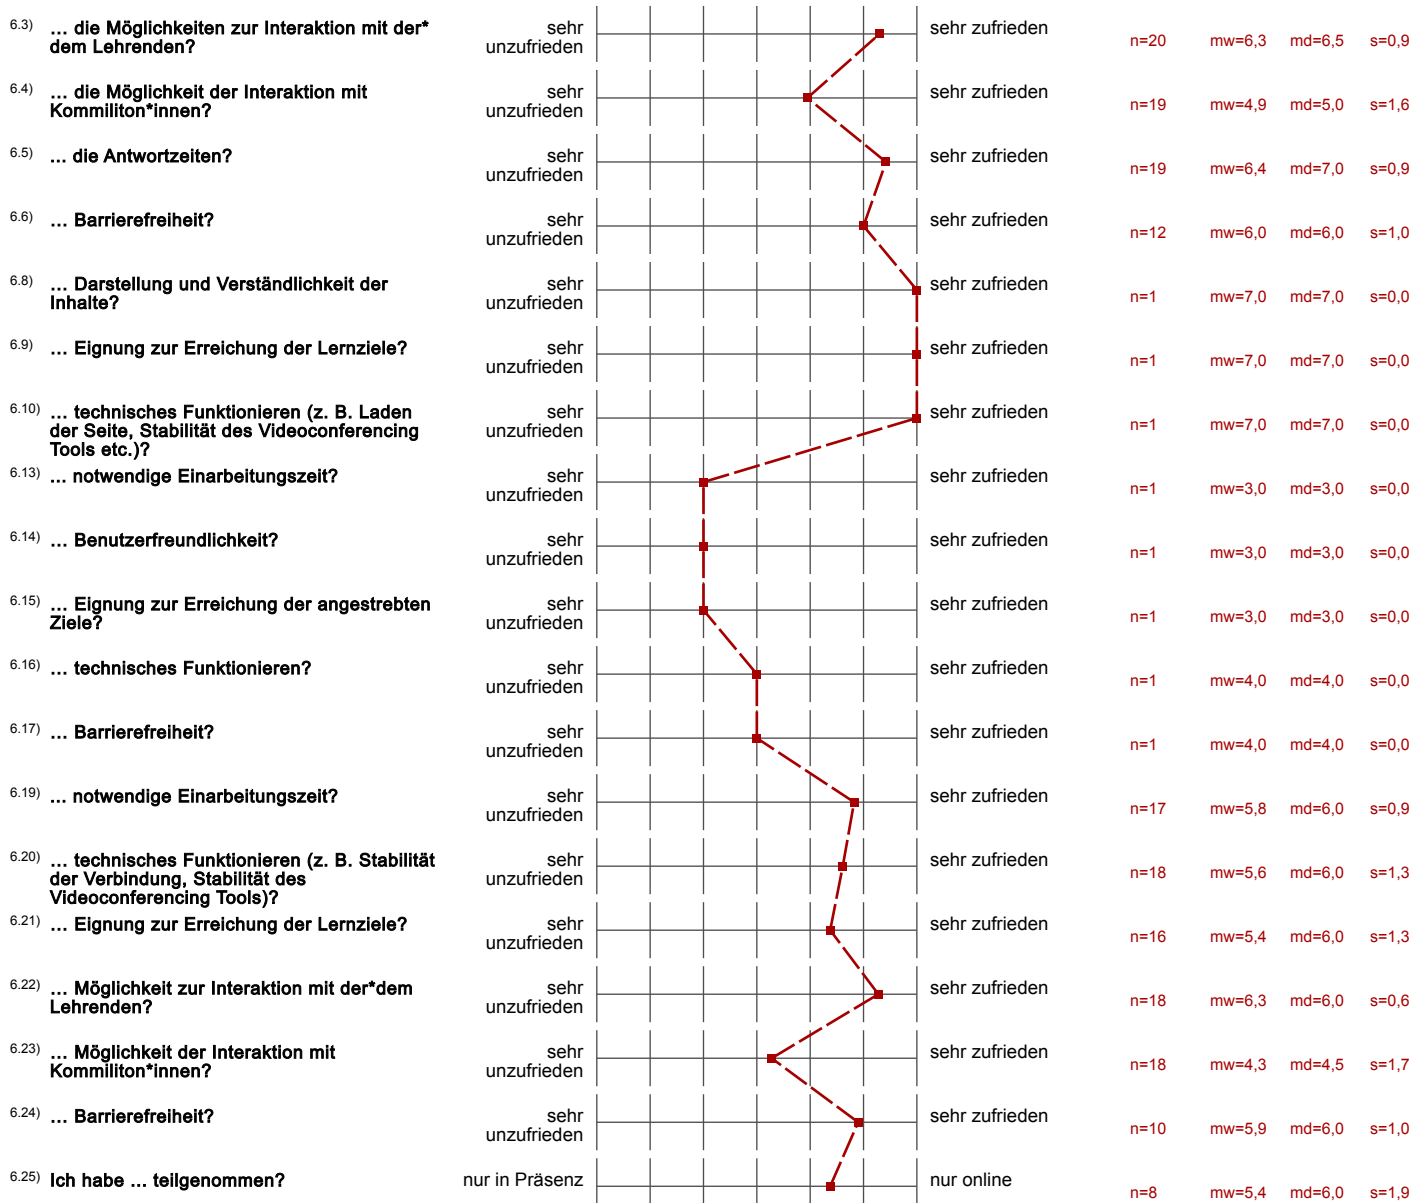 6.3) ... die Möglichkeiten zur Interaktion mit der* sehr sehr zufrieden
dem Lehrenden? unzufrieden n=20 mw=6,3 md=6,5 s=0,9
6.4) ... die Möglichkeit der Interaktion mit sehr sehr zufrieden
Kommiliton*innen? unzufrieden n=19 mw=4,9 md=5,0 s=1,6
6.5) ... die Antwortzeiten? sehr sehr zufrieden
unzufrieden n=19 mw=6,4 md=7,0 s=0,9
6.6) ... Barrierefreiheit? sehr sehr zufrieden
unzufrieden n=12 mw=6,0 md=6,0 s=1,0
6.8) ... Darstellung und Verständlichkeit der sehr sehr zufrieden
Inhalte? unzufrieden n=1 mw=7,0 md=7,0 s=0,0
6.9) ... Eignung zur Erreichung der Lernziele? sehr sehr zufrieden
unzufrieden n=1 mw=7,0 md=7,0 s=0,0
6.10) ... technisches Funktionieren (z. B. Laden sehr sehr zufrieden
der Seite, Stabilität des Videoconferencing unzufrieden n=1 mw=7,0 md=7,0 s=0,0
Tools etc.)?
6.13) ... notwendige Einarbeitungszeit? sehr sehr zufrieden
unzufrieden n=1 mw=3,0 md=3,0 s=0,0
6.14) ... Benutzerfreundlichkeit? sehr sehr zufrieden
unzufrieden n=1 mw=3,0 md=3,0 s=0,0
6.15) ... Eignung zur Erreichung der angestrebten sehr sehr zufrieden
Ziele? unzufrieden n=1 mw=3,0 md=3,0 s=0,0
6.16) ... technisches Funktionieren? sehr sehr zufrieden
unzufrieden n=1 mw=4,0 md=4,0 s=0,0
6.17) ... Barrierefreiheit? sehr sehr zufrieden
unzufrieden n=1 mw=4,0 md=4,0 s=0,0
6.19) ... notwendige Einarbeitungszeit? sehr sehr zufrieden
unzufrieden n=17 mw=5,8 md=6,0 s=0,9
6.20) ... technisches Funktionieren (z. B. Stabilität sehr sehr zufrieden
der Verbindung, Stabilität des unzufrieden n=18 mw=5,6 md=6,0 s=1,3
Videoconferencing Tools)?
6.21) ... Eignung zur Erreichung der Lernziele? sehr sehr zufrieden
unzufrieden n=16 mw=5,4 md=6,0 s=1,3
6.22) ... Möglichkeit zur Interaktion mit der*dem sehr sehr zufrieden
Lehrenden? unzufrieden n=18 mw=6,3 md=6,0 s=0,6
6.23) ... Möglichkeit der Interaktion mit sehr sehr zufrieden
Kommiliton*innen? unzufrieden n=18 mw=4,3 md=4,5 s=1,7
6.24) ... Barrierefreiheit? sehr sehr zufrieden
unzufrieden n=10 mw=5,9 md=6,0 s=1,0
6.25) Ich habe ... teilgenommen? nur in Präsenz nur online
n=8 mw=5,4 md=6,0 s=1,9